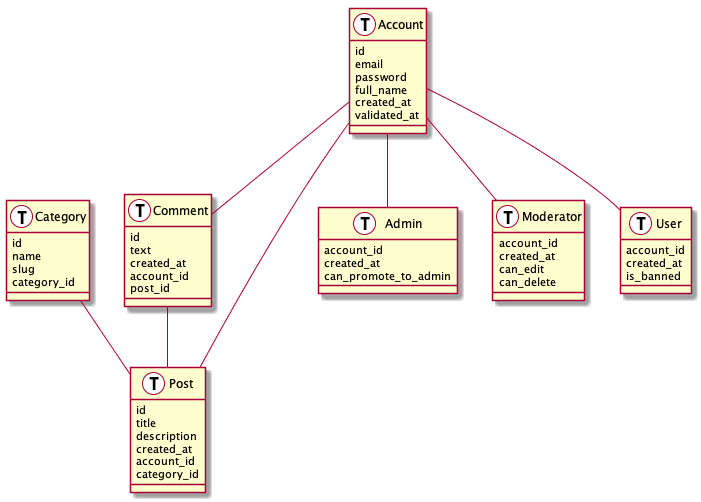 T Account
id
email
password
full_name
created_at
validated_at
T Category
id
name
slug
category_id
T Comment
id
text
created_at
account_id
post_id
T Admin
account_id
created_at
can_promote_to_admin
T Moderator
account_id
created_at
can_edit
can_delete
T User
account_id
created_at
is_banned
T Post
id
title
description
created_at
account_id
category_id